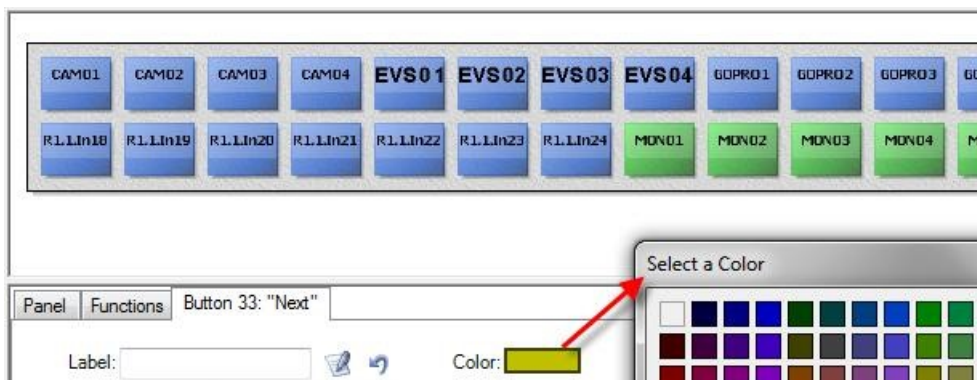 CAM01 CAM02 CAM03 CAM04 EVS01 EVS02 EVS03 EVS04 GOPRO1 GOPRO2 GOPRO3
R1.1.In18 R1.1.In19 R1.1.In20 R1.1.In21 R1.1.In22 R1.1.In23 R1.1.In24 MON01 MON02 MON03 MON04
Select a Color
Panel Functions Button 33: "Next"
Label: Color: